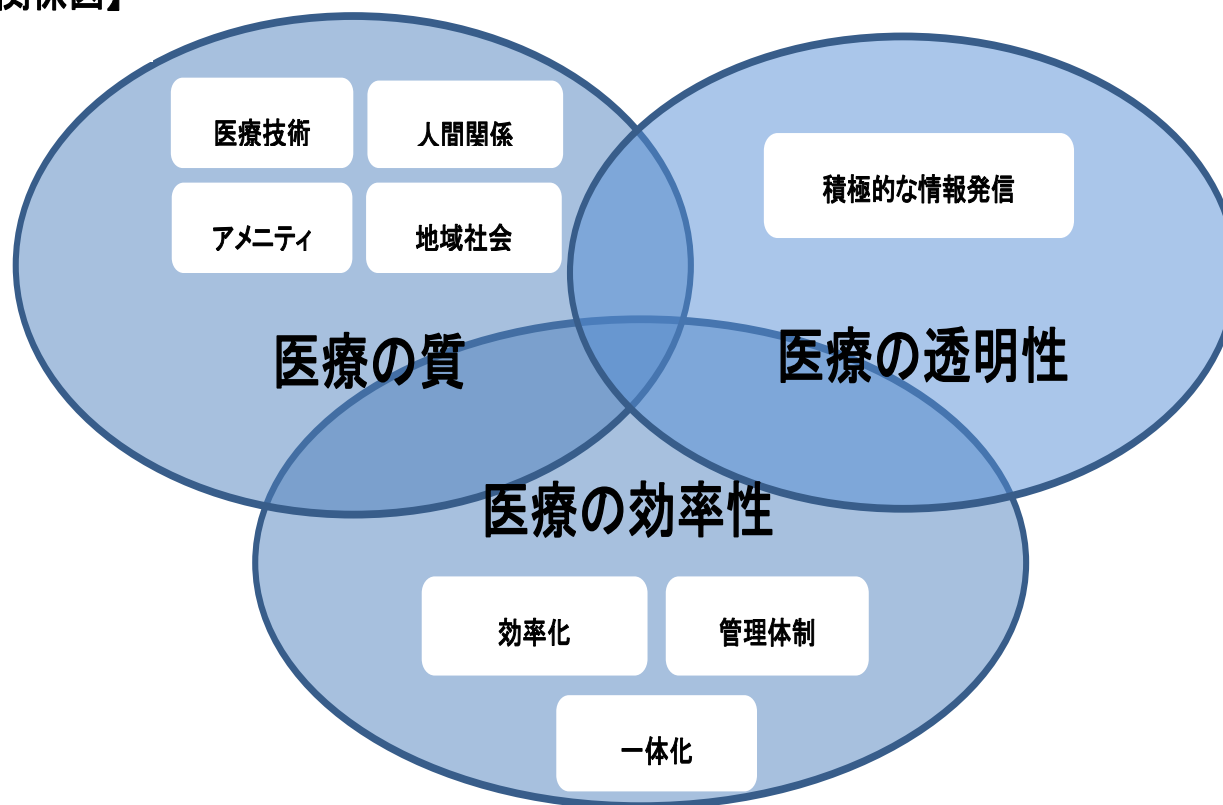 関係図】
医療技術
人間関係
アメニティ
地域社会
積極的な情報発信
医療の質
医療の透明性
医療の効率性
効率化
管理体制
一体化